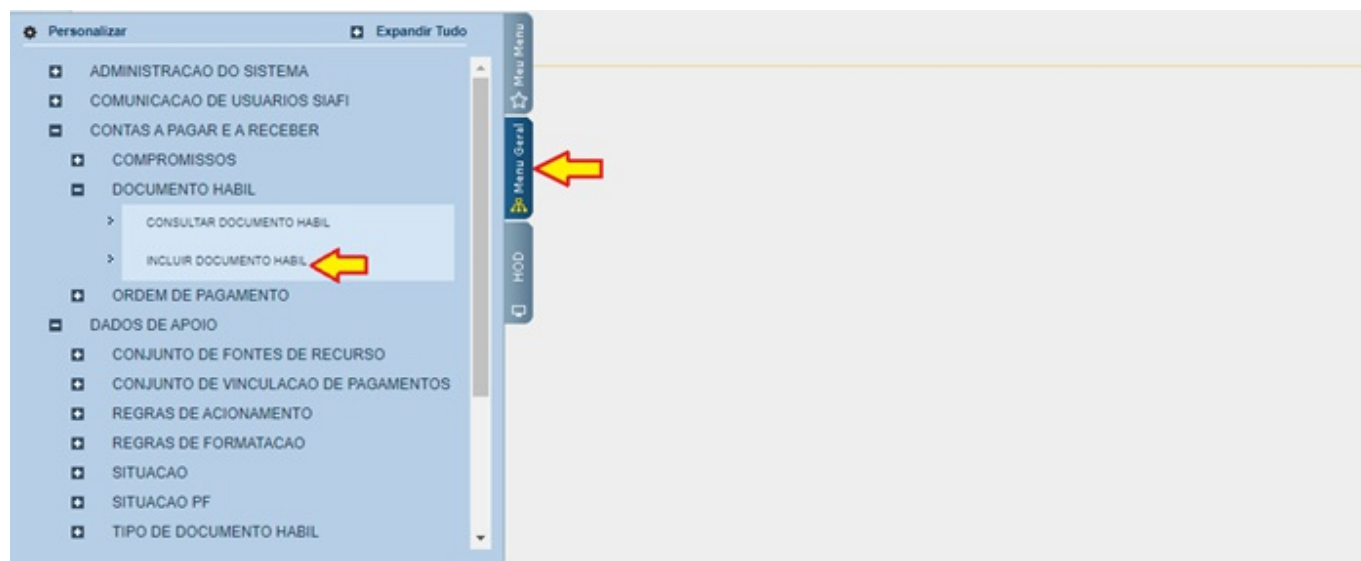 Personalizar
Expandir Tudo
ADMINISTRACAO DO SISTEMA
COMUNICACAO DE USUARIOS SIAFI
CONTAS A PAGAR E A RECEBER
COMPROMISSOS
DOCUMENTO HABIL
CONSULTAR DOCUMENTO HABIL
INCLUIR DOCUMENTO HABIL
ORDEM DE PAGAMENTO
DADOS DE APOIO
CONJUNTO DE FONTES DE RECURSO
CONJUNTO DE VINCULACAO DE PAGAMENTOS
REGRAS DE ACIONAMENTO
REGRAS DE FORMATACAO
SITUACAO
SITUACAO PF
TIPO DE DOCUMENTO HABIL
Meu Menu
Menu Geral
HOD